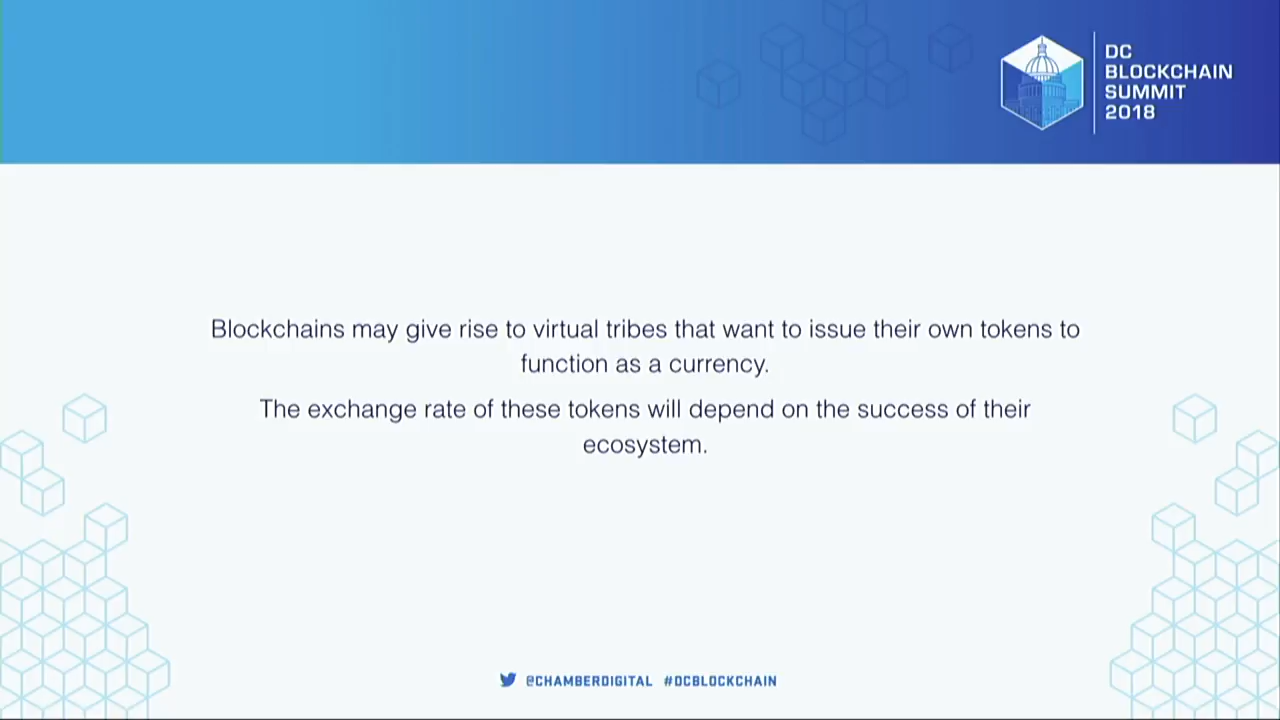 DC
BLOCKCHAIN
SUMMIT
2018
Blockchains may give rise to virtual tribes that want to issue their own tokens to
function as a currency.
The exchange rate of these tokens will depend on the success of their
ecosystem.
@CHAMBERDIGITAL #DCBLOCKCHAIN